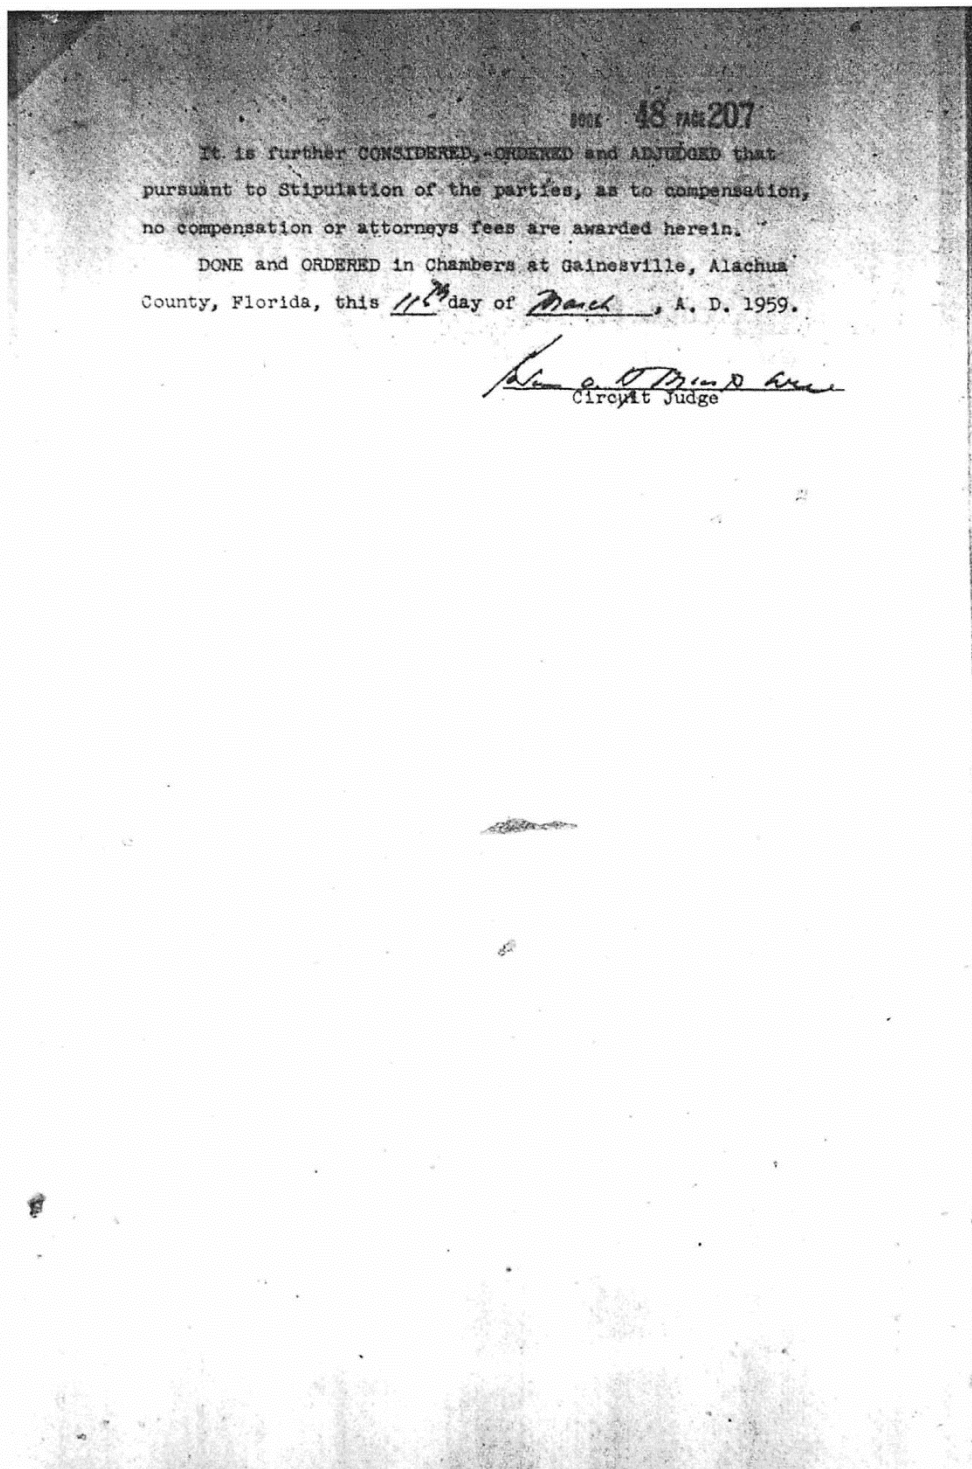 BOOK 48 PAGE 207
It is further CONSIDERED, ORDERED and ADJUDGED that
pursuant to Stipulation of the parties, as to compensation,
no compensation or attorneys fees are awarded herein.
DONE and ORDERED in Chambers at Gainesville, Alachua
County, Florida, this 11th day of March, A. D. 1959.
Circuit Judge